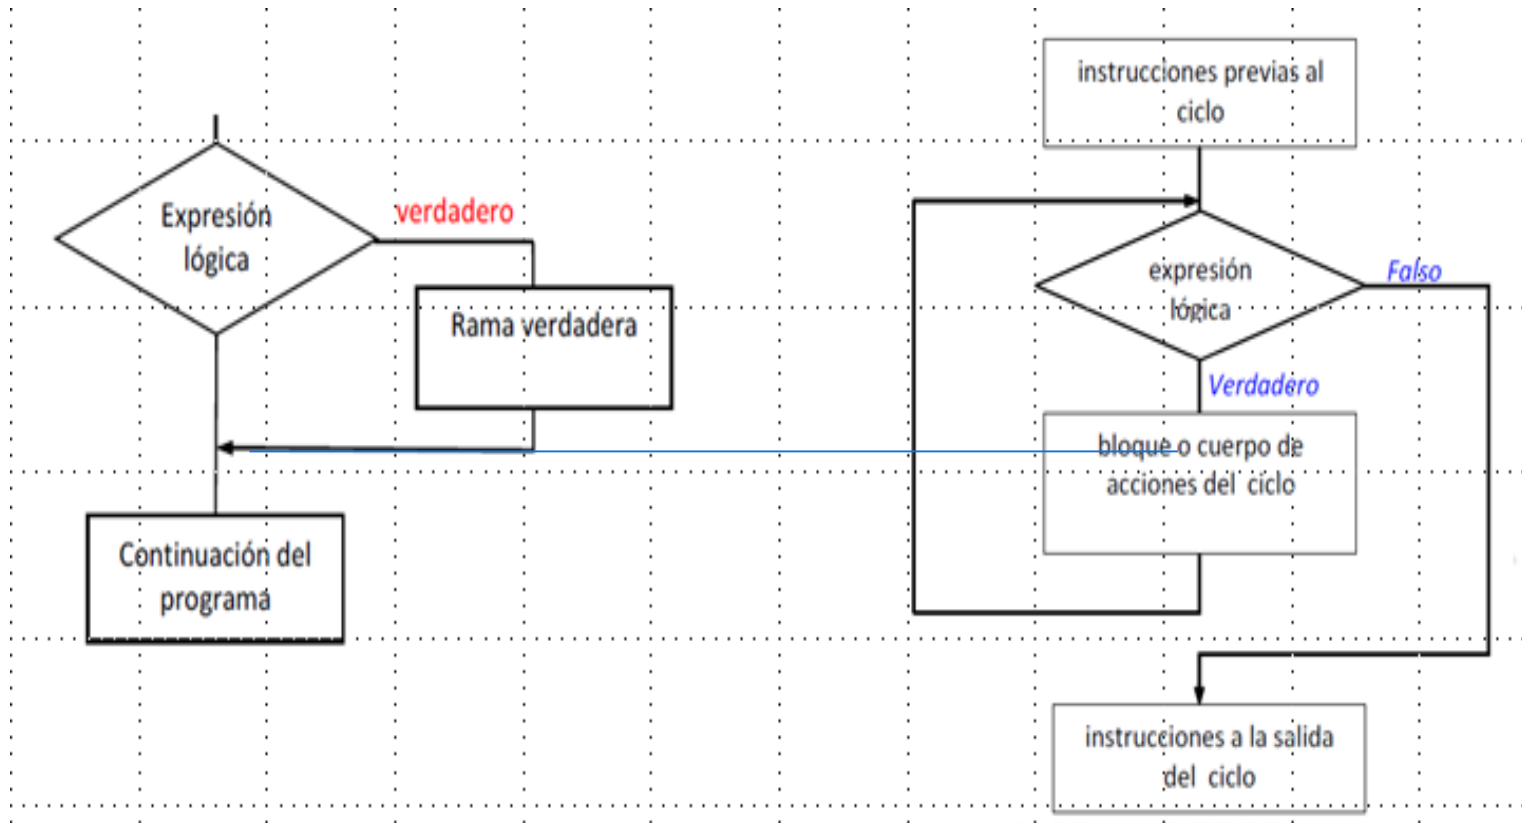 Expresión
lógica
verdadero
Rama verdadera
Continuación del
programa
instrucciones previas al
ciclo
expresión
lógica
Falso
Verdadero
bloque o cuerpo de
acciones del ciclo
instrucciones a la salida
del ciclo